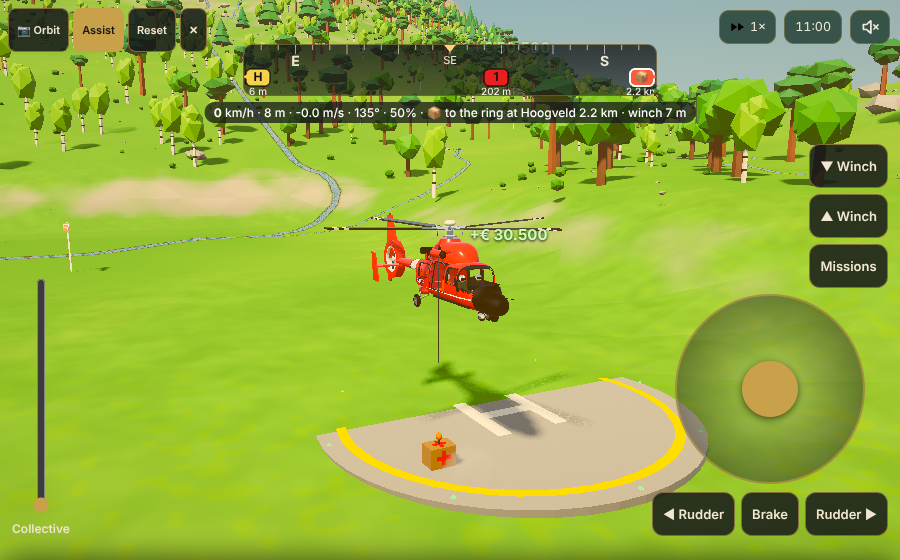 Orbit
Assist
Reset
×
1×
11:00
E
SE
S
H
6 m
1
202 m
2.2 km
0 km/h · 8 m · -0.0 m/s · 135° · 50% · to the ring at Hoogveld 2.2 km · winch 7 m
▼ Winch
▲ Winch
Missions
+€ 30.500
Collective
◀ Rudder
Brake
Rudder ▶